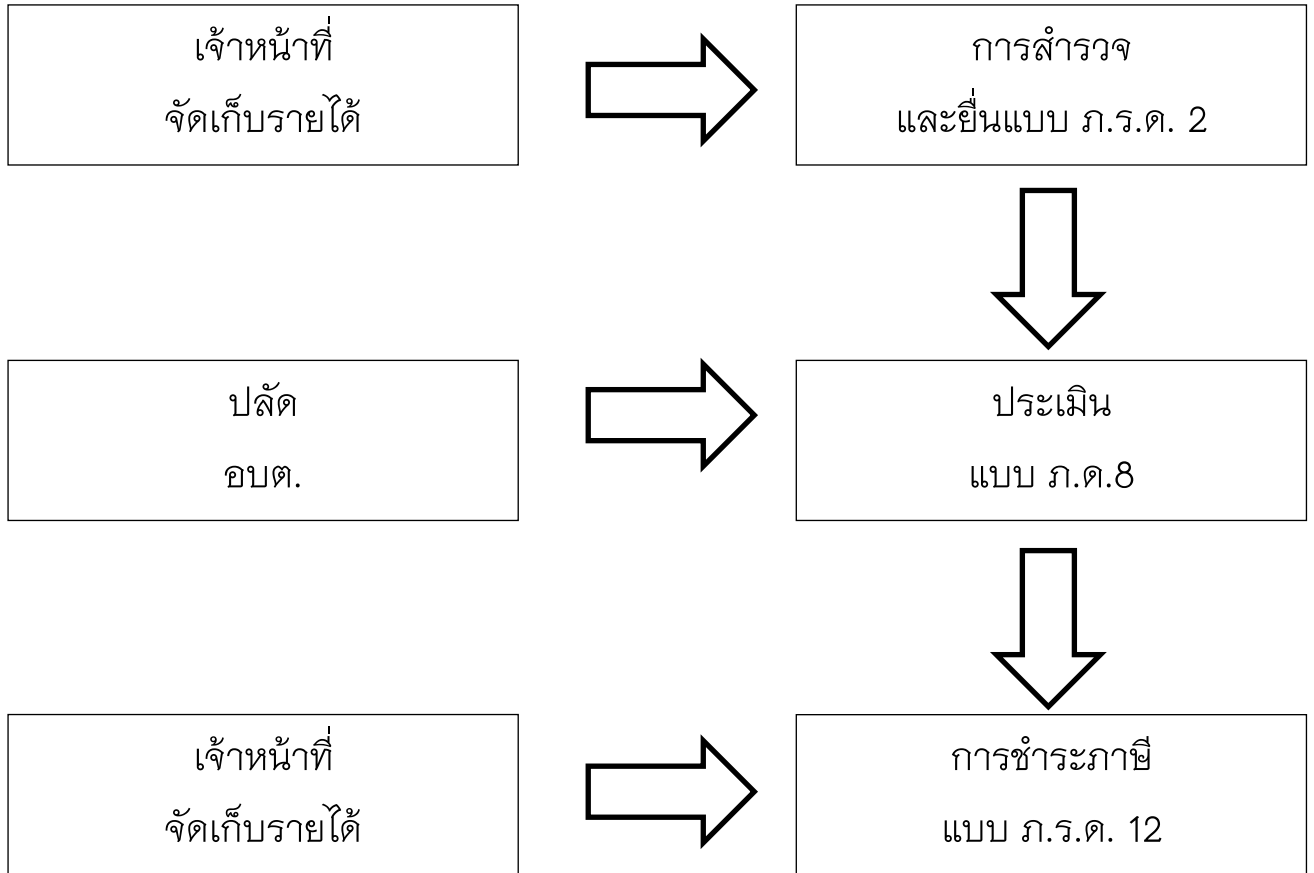 เจ้าหน้าที่
จัดเก็บรายได้
การสำรวจ
และยื่นแบบ ภ.ร.ด. 2
ปลัด
อบต.
ประเมิน
แบบ ภ.ด.8
เจ้าหน้าที่
จัดเก็บรายได้
การชำระภาษี
แบบ ภ.ร.ด. 12